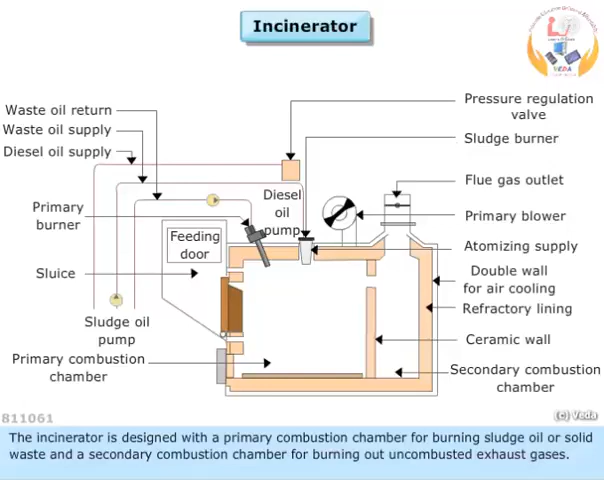 Incinerator
VEDA
Waste oil return
Waste oil supply
Diesel oil supply
Primary
burner
Sluice
Sludge oil
pump
Primary combustion
chamber
Feeding
door
Diesel
oil
pump
Pressure regulation
valve
Sludge burner
Flue gas outlet
Primary blower
Atomizing supply
Double wall
for air cooling
Refractory lining
Ceramic wall
Secondary combustion
chamber
811061
(c) Veda
The incinerator is designed with a primary combustion chamber for burning sludge oil or solid
waste and a secondary combustion chamber for burning out uncombusted exhaust gases.